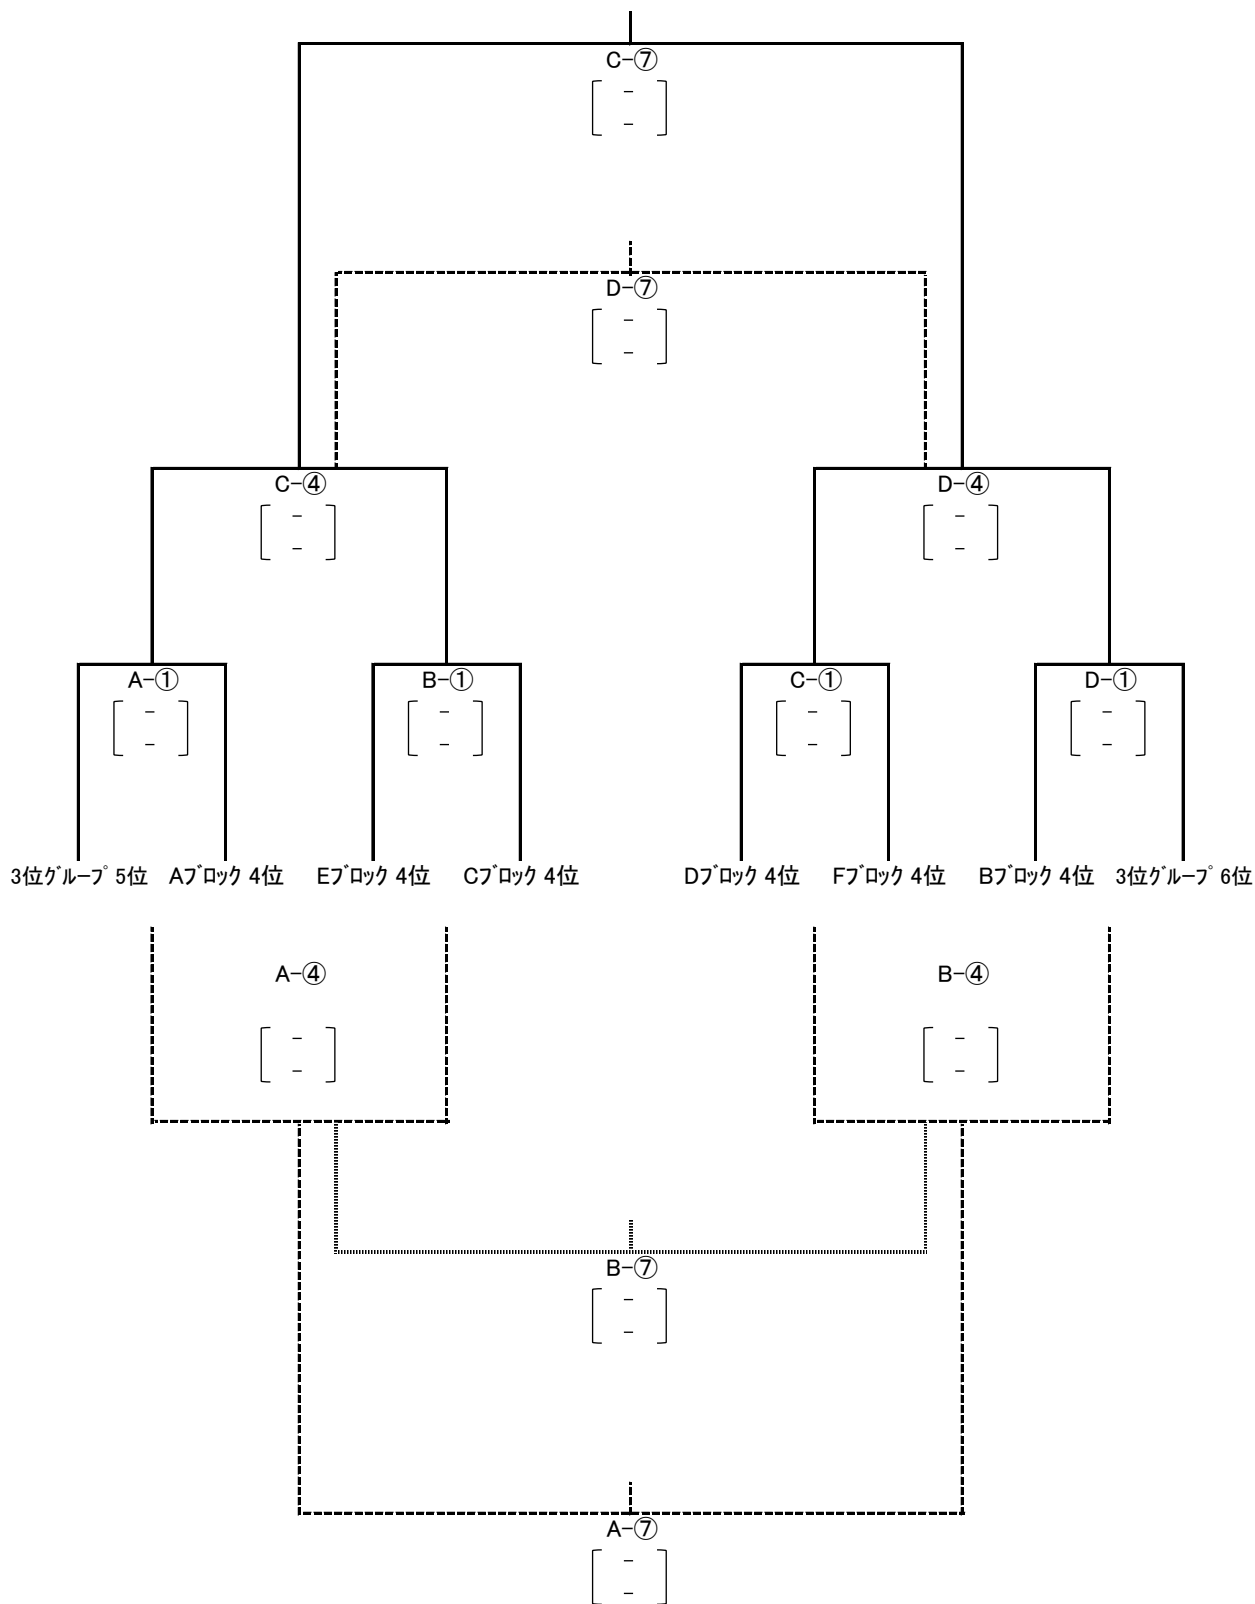 C-⑦
-
-
D-⑦
-
-
C-④ D-④
- -
- -
A-① B-① C-① D-①
- - - -
- - - -
3位ｸﾞﾙｰﾌﾟ 5位 Aﾌﾞﾛｯｸ 4位 Eﾌﾞﾛｯｸ 4位 Cﾌﾞﾛｯｸ 4位 Dﾌﾞﾛｯｸ 4位 Fﾌﾞﾛｯｸ 4位 Bﾌﾞﾛｯｸ 4位 3位ｸﾞﾙｰﾌﾟ 6位
A-④ B-④
- -
- -
B-⑦
-
-
A-⑦
-
-